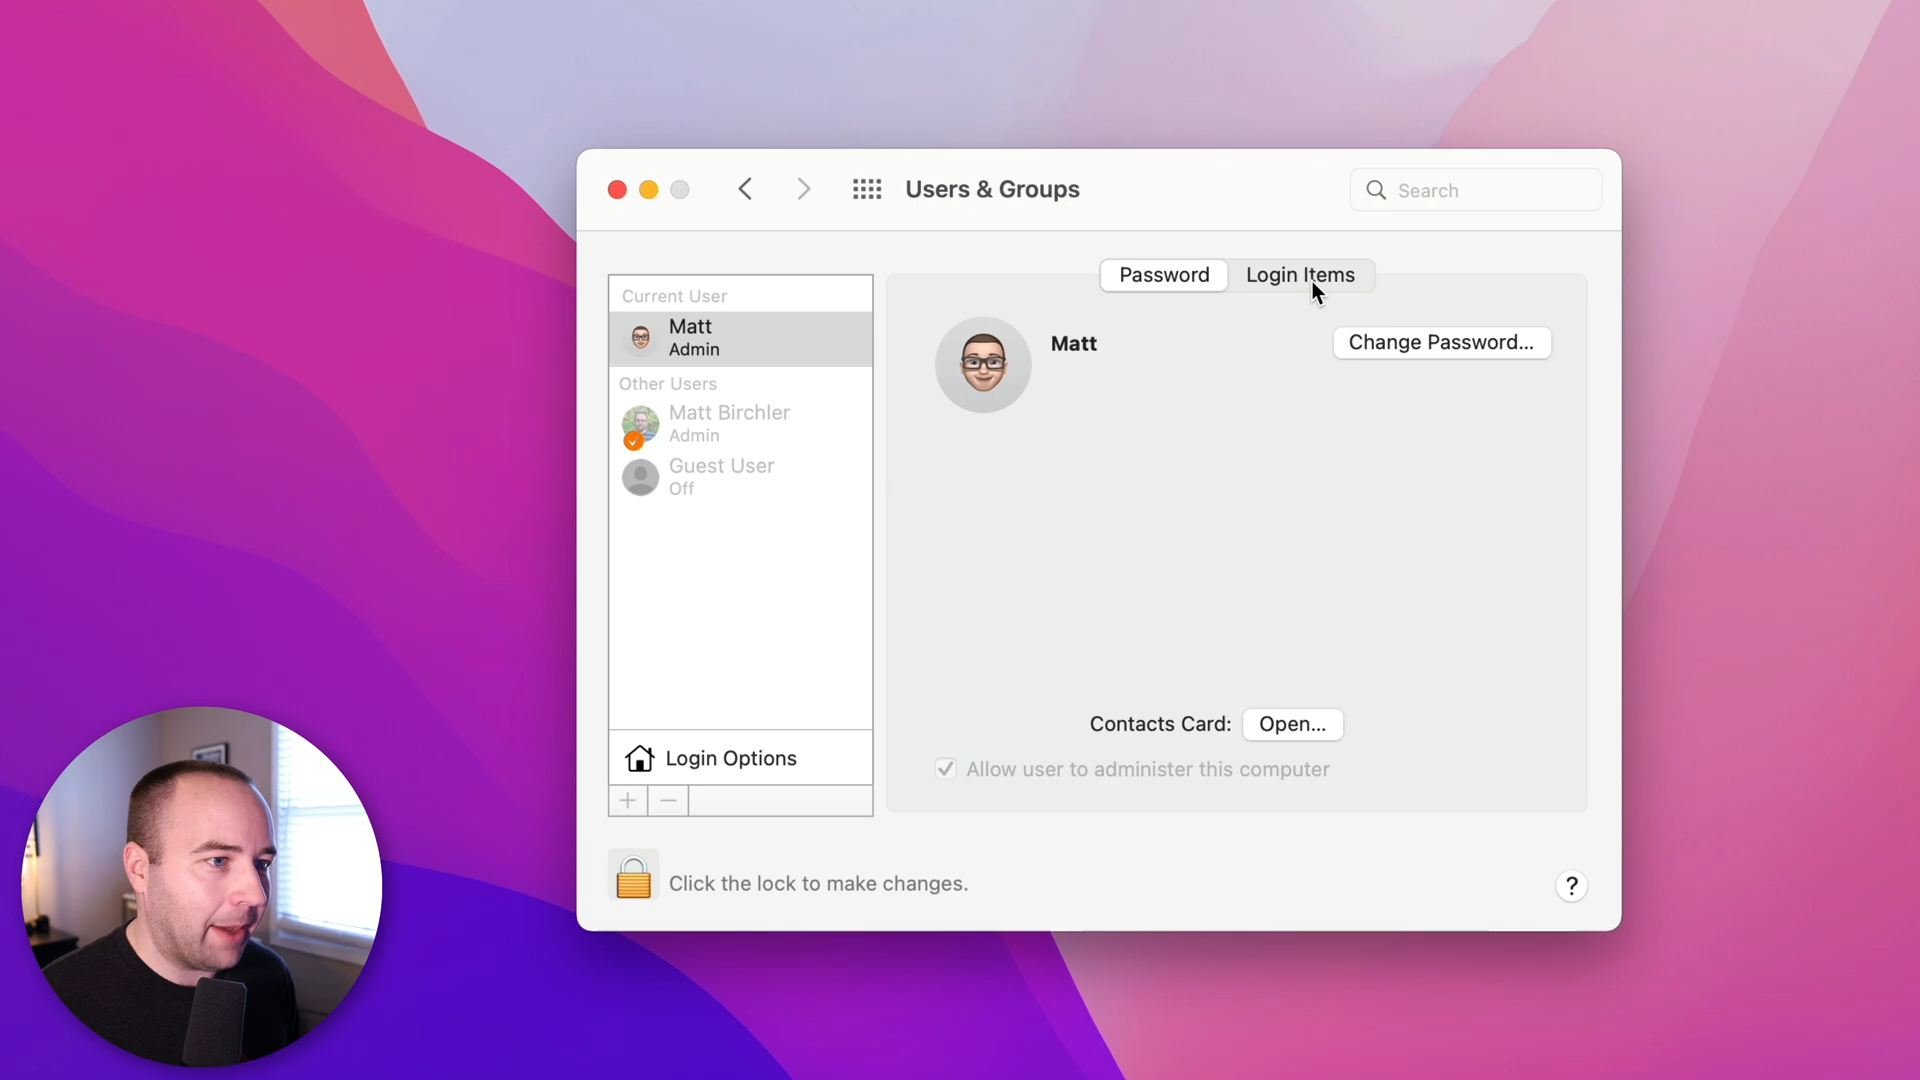 Users & Groups
Search
Password
Login Items
Current User
Matt
Admin
Other Users
Matt Birchler
Admin
Guest User
Off
Matt
Change Password...
Contacts Card:
Open...
Allow user to administer this computer
Login Options
Click the lock to make changes.
?